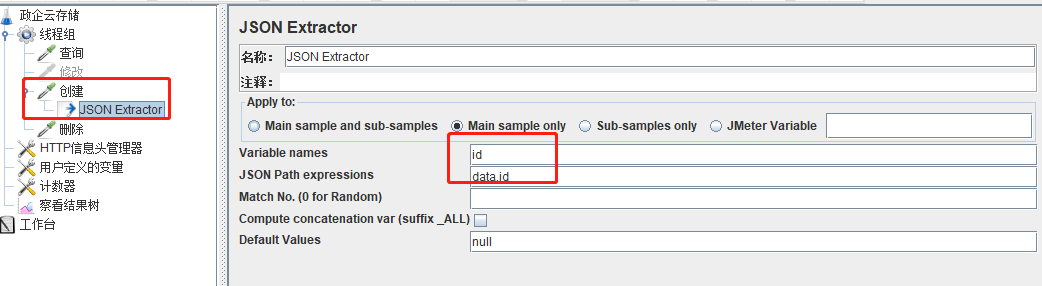 政企云存储
线程组
查询
修改
创建
JSON Extractor
删除
HTTP信息头管理器
用户定义的变量
计数器
察看结果树
工作台
JSON Extractor
名称： JSON Extractor
注释：
Apply to:
Main sample and sub-samples Main sample only Sub-samples only JMeter Variable
Variable names id
JSON Path expressions data.id
Match No. (0 for Random)
Compute concatenation var (suffix _ALL)
Default Values null